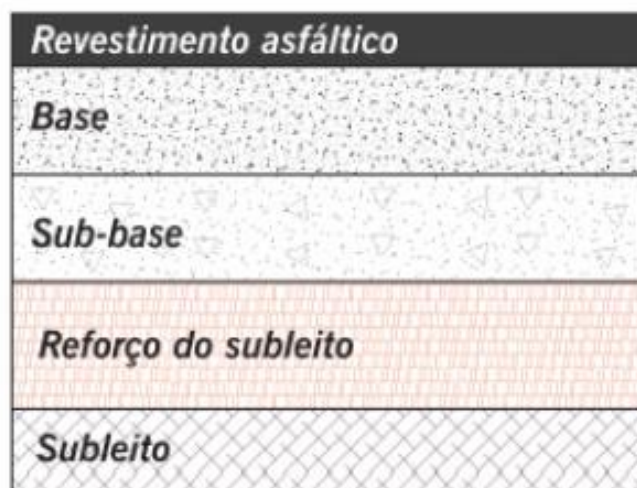 Revestimento asfáltico
Base
Sub-base
Reforço do subleito
Subleito